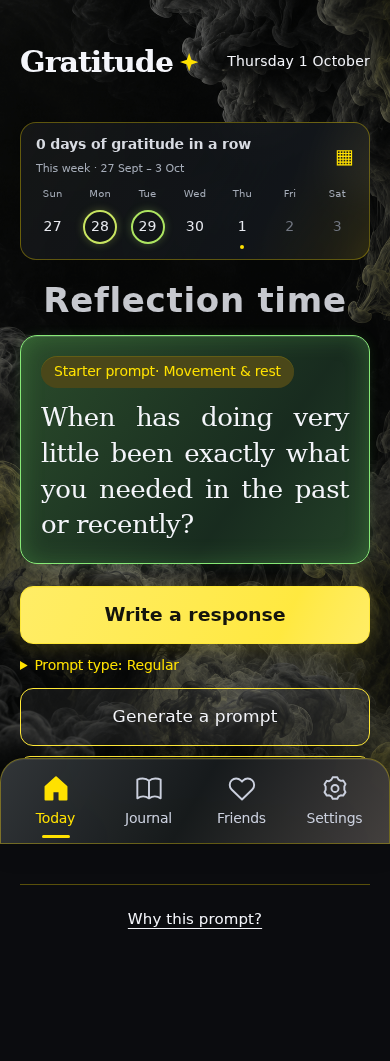 Gratitude
Thursday 1 October
0 days of gratitude in a row
This week · 27 Sept – 3 Oct
Sun Mon Tue Wed Thu Fri Sat
27 28 29 30 1 2 3
Reflection time
Starter prompt· Movement & rest
When has doing very
little been exactly what
you needed in the past
or recently?
Write a response
Prompt type: Regular
Generate a prompt
Today Journal Friends Settings
Why this prompt?